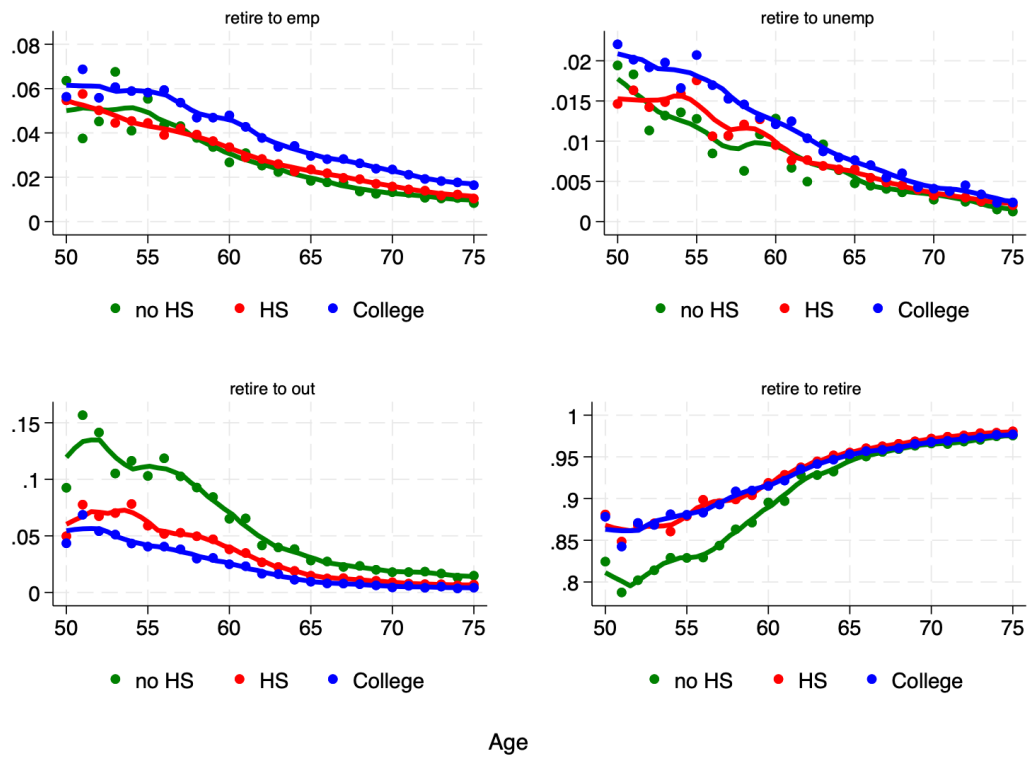 retire to emp
.08
.06
.04
.02
0
50 55 60 65 70 75
no HS HS College
retire to unemp
.02
.015
.01
.005
0
50 55 60 65 70 75
no HS HS College
retire to out
.15
.1
.05
0
50 55 60 65 70 75
no HS HS College
retire to retire
1
.95
.9
.85
.8
50 55 60 65 70 75
no HS HS College
Age